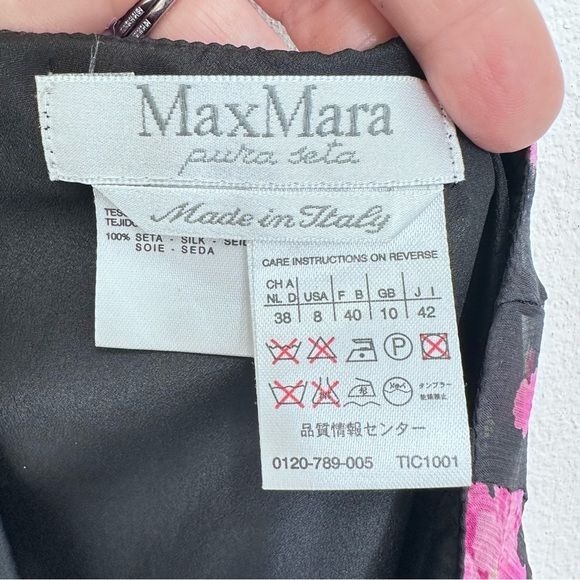 MaxMara
pura seta
Made in Italy
100% SETA - SILK -
SOIE - SEDA
CARE INSTRUCTIONS ON REVERSE
CH A
NL D USA F B GB J I
38 8 40 10 42
P
タンブラー
乾燥禁止
品質情報センター
0120-789-005 TIC1001